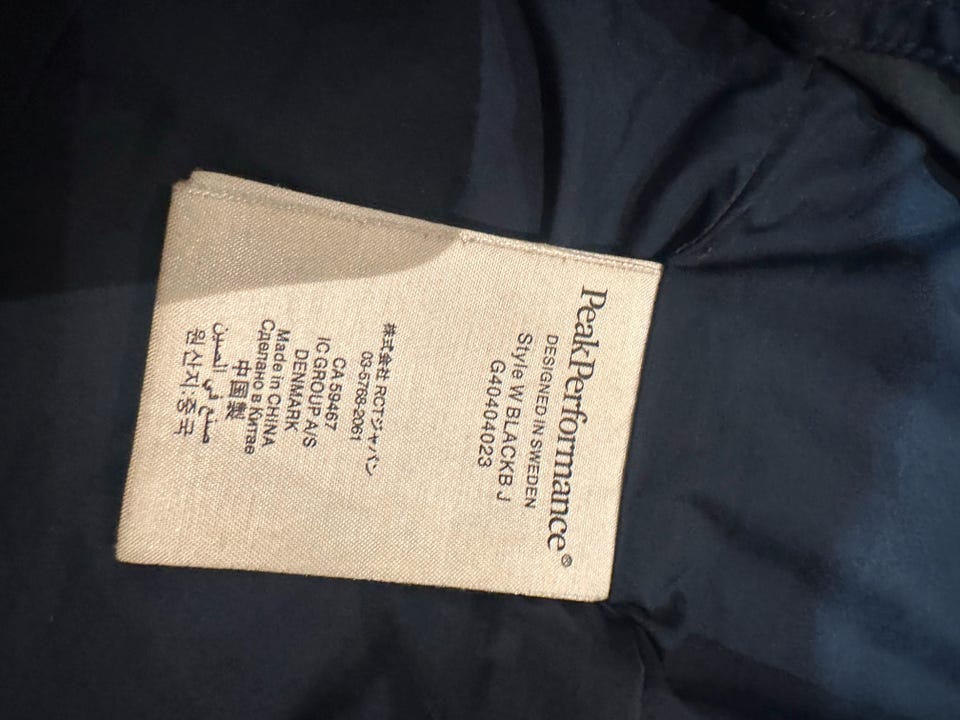 PeakPerformance®
DESIGNED IN SWEDEN
Style W BLACKB J
G40404023
株式会社 RCTジャパン
03-5768-2061
CA 59467
IC GROUP A/S
DENMARK
Made in CHINA
Сделано в Китае
中国製
صنع في الصين
원산지:중국